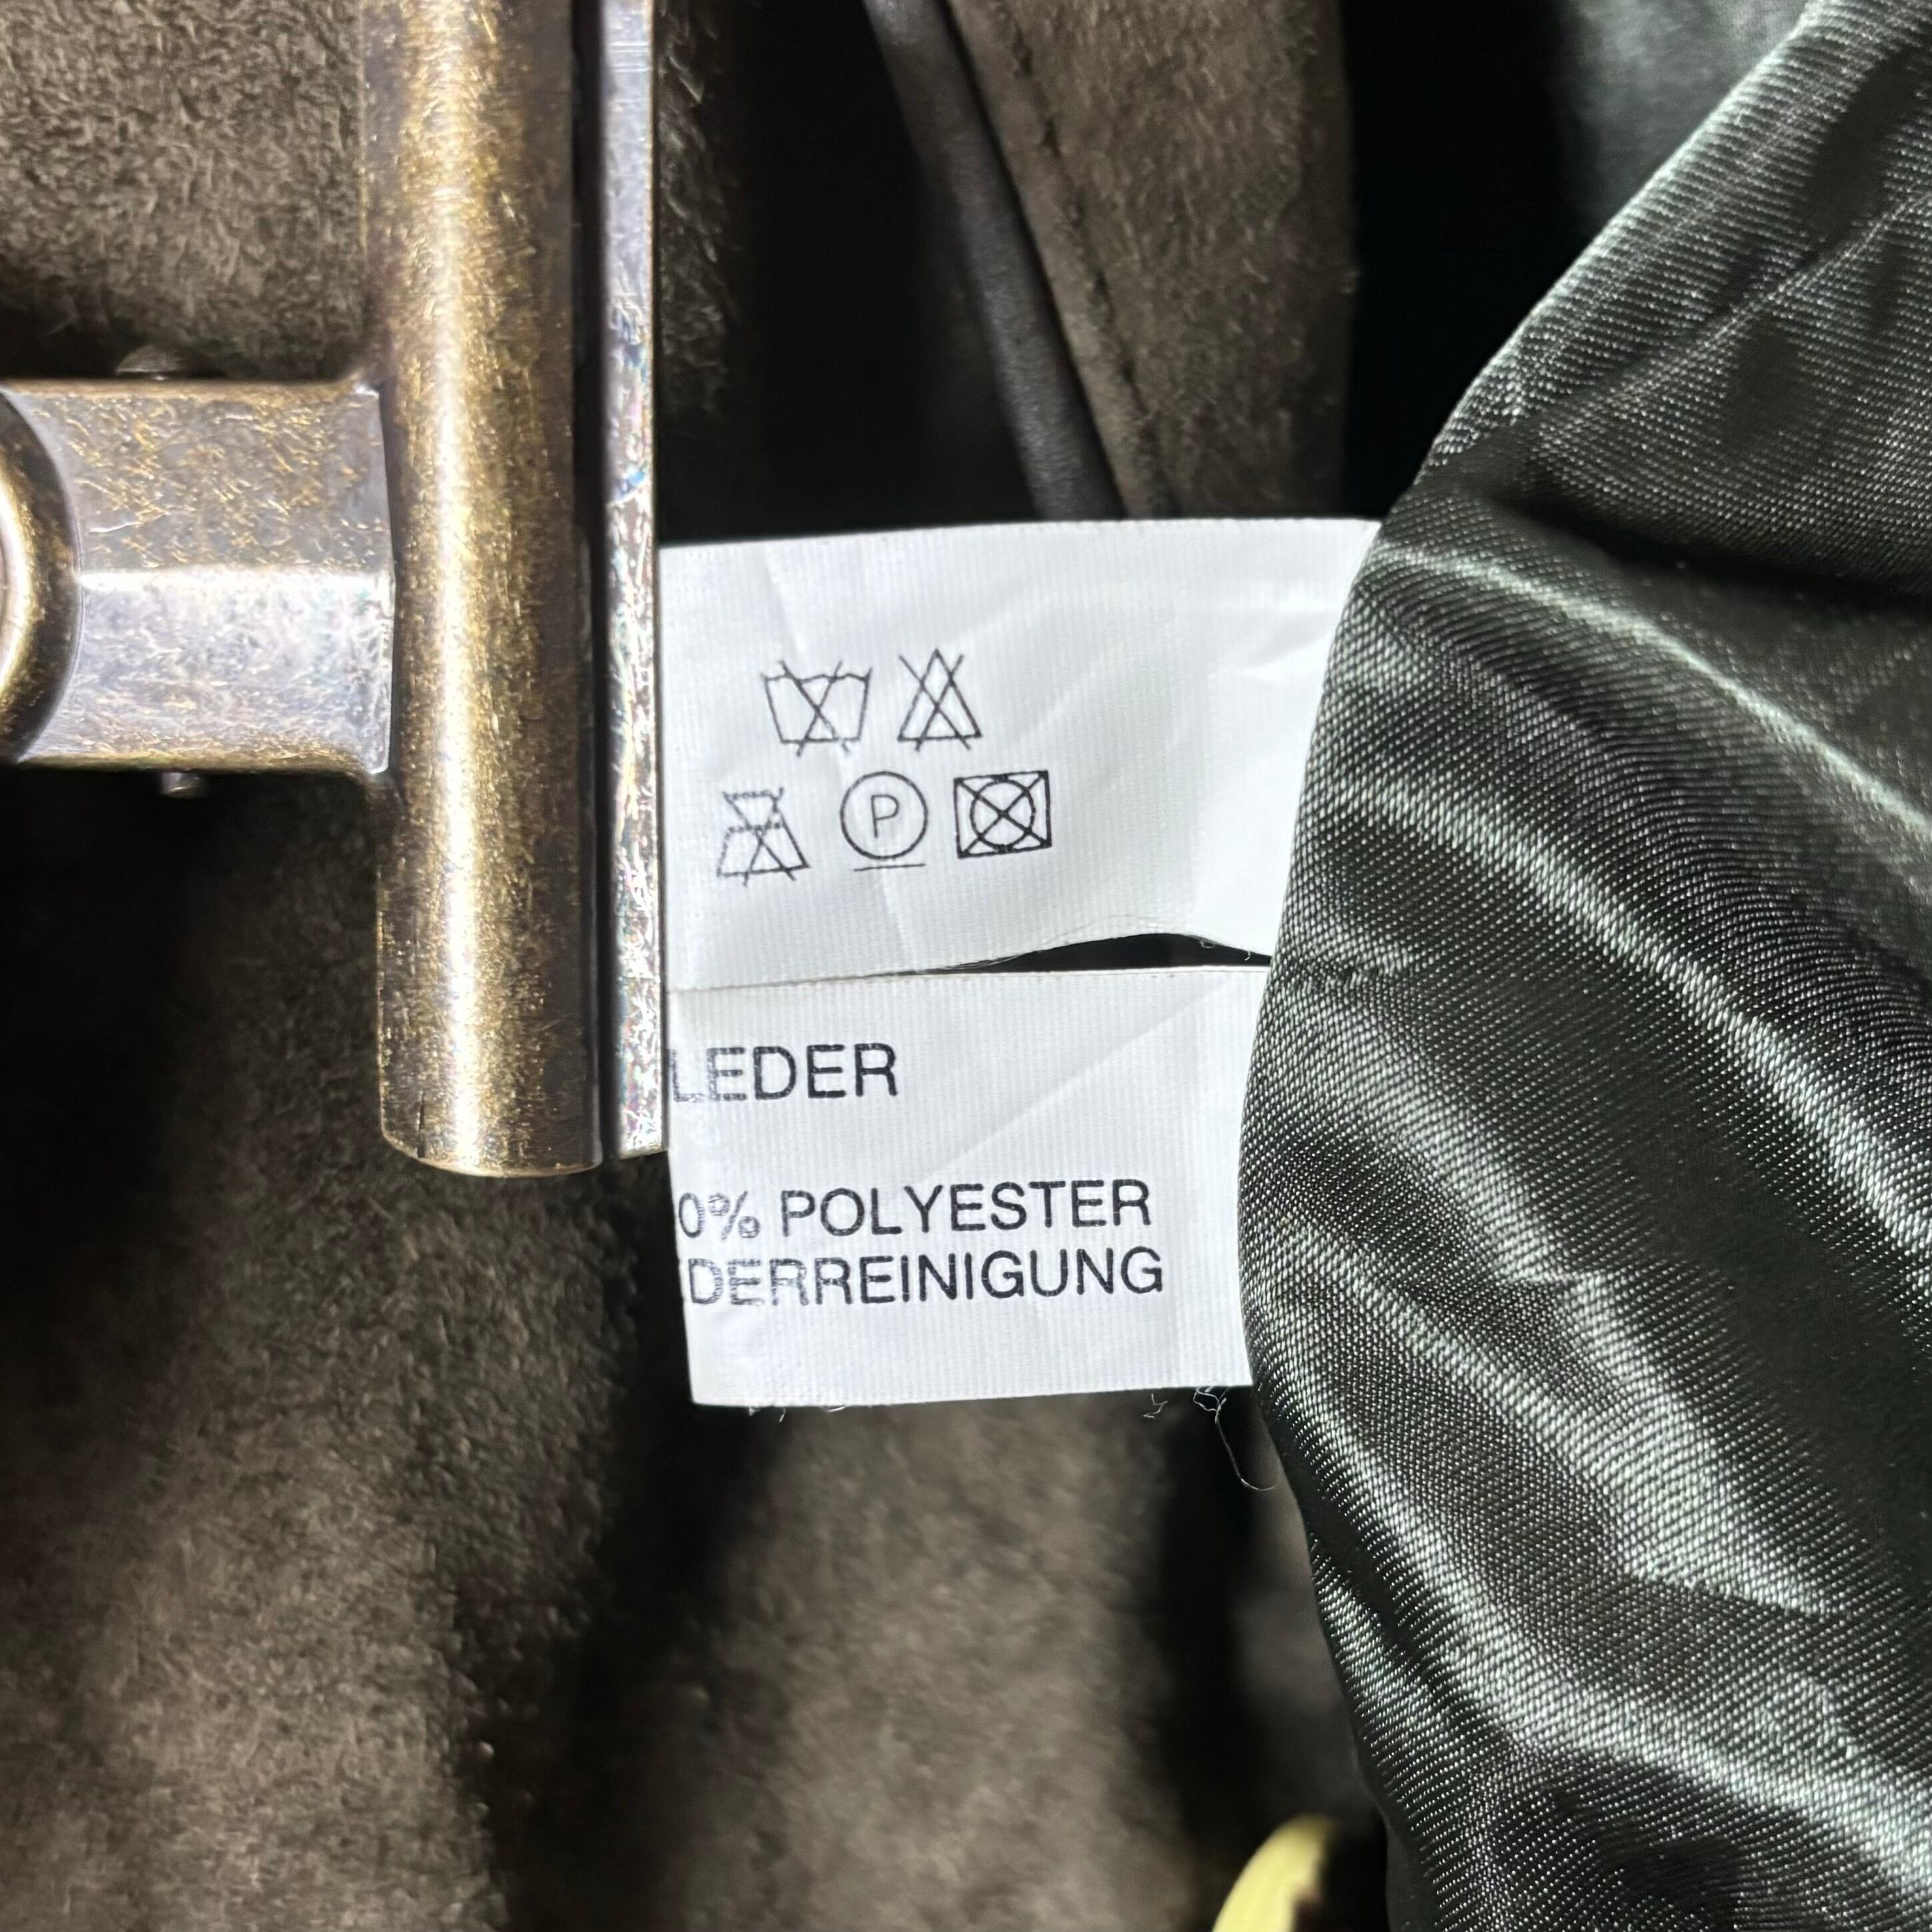 P
LEDER
0% POLYESTER
DERREINIGUNG